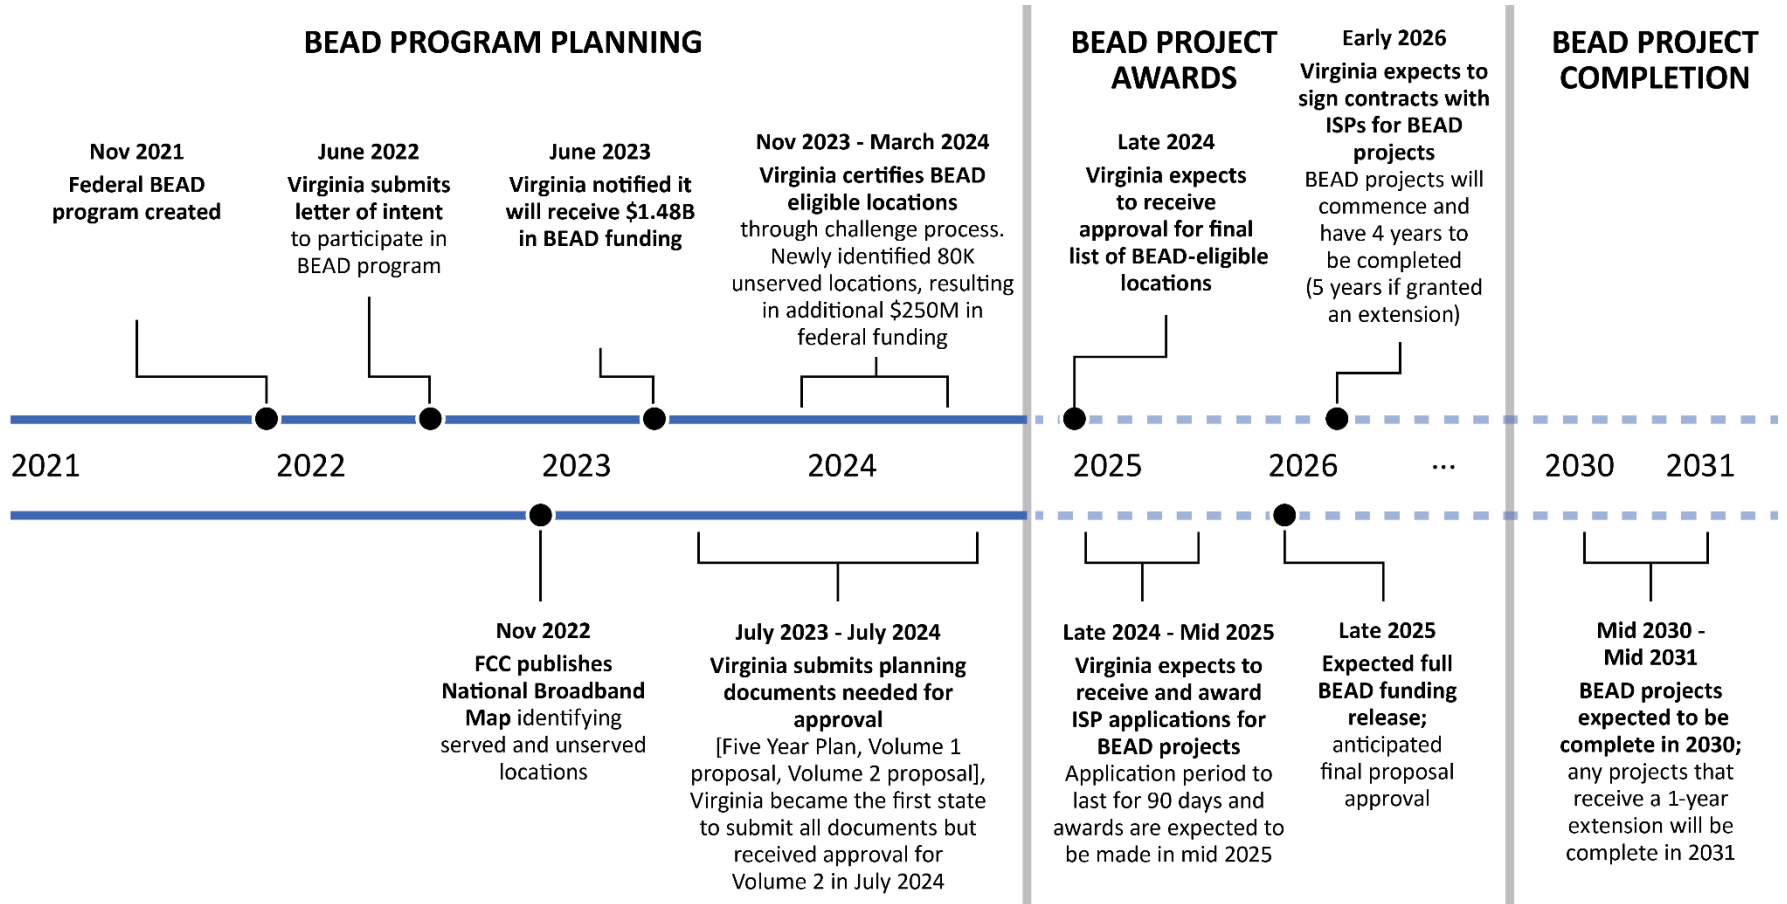 BEAD PROGRAM PLANNING
Nov 2021
Federal BEAD
program created
June 2022
Virginia submits
letter of intent
to participate in
BEAD program
June 2023
Virginia notified it
will receive $1.48B
in BEAD funding
Nov 2023 - March 2024
Virginia certifies BEAD
eligible locations
through challenge process.
Newly identified 80K
unserved locations, resulting
in additional $250M in
federal funding
BEAD PROJECT
AWARDS
Late 2024
Virginia expects
to receive
approval for final
list of BEAD-eligible
locations
Early 2026
Virginia expects to
sign contracts with
ISPs for BEAD
projects
BEAD projects will
commence and
have 4 years to
be completed
(5 years if granted
an extension)
BEAD PROJECT
COMPLETION
2021 2022 2023 2024 2025 2026 ... 2030 2031
Nov 2022
FCC publishes
National Broadband
Map identifying
served and unserved
locations
July 2023 - July 2024
Virginia submits planning
documents needed for
approval
[Five Year Plan, Volume 1
proposal, Volume 2 proposal],
Virginia became the first state
to submit all documents but
received approval for
Volume 2 in July 2024
Late 2024 - Mid 2025
Virginia expects to
receive and award
ISP applications for
BEAD projects
Application period to
last for 90 days and
awards are expected to
be made in mid 2025
Late 2025
Expected full
BEAD funding
release;
anticipated
final proposal
approval
Mid 2030 -
Mid 2031
BEAD projects
expected to be
complete in 2030;
any projects that
receive a 1-year
extension will be
complete in 2031